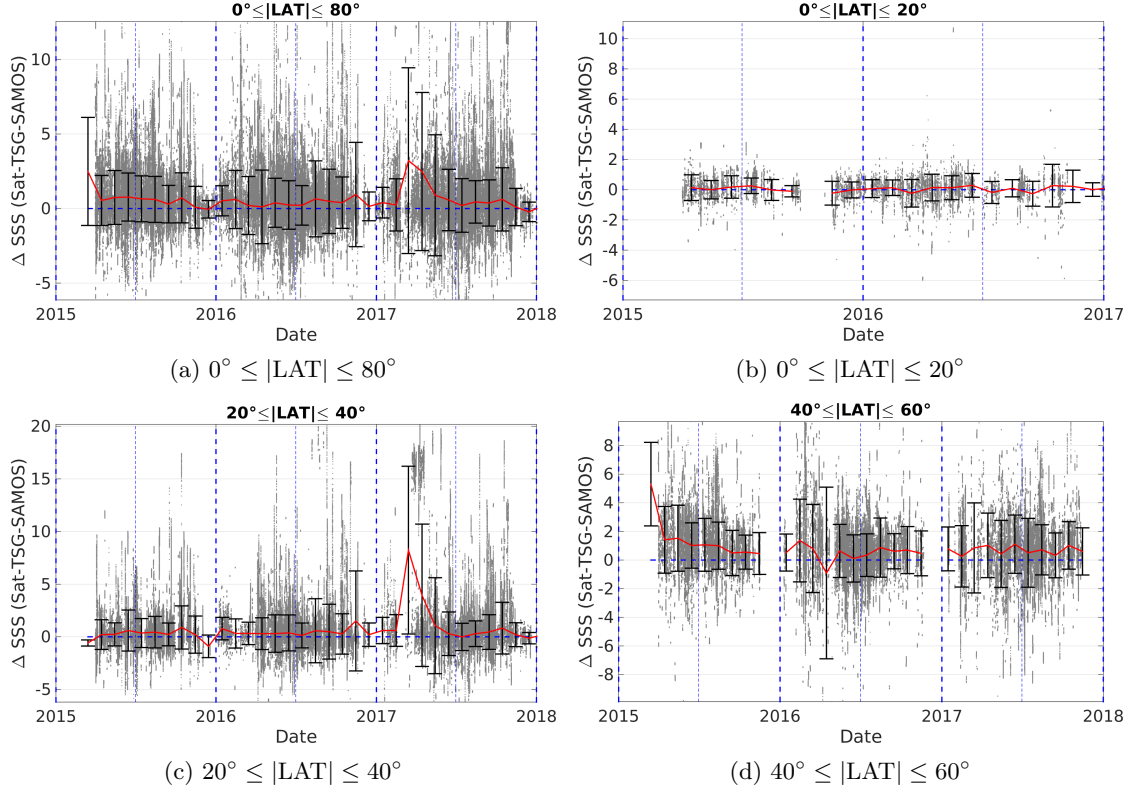 0°≤|LAT|≤ 80°
Δ SSS (Sat-TSG-SAMOS)
10
5
0
-5
2015
2016
2017
2018
Date
(a) 0° ≤ |LAT| ≤ 80°
0°≤|LAT|≤ 20°
Δ SSS (Sat-TSG-SAMOS)
10
8
6
4
2
0
-2
-4
-6
2015
2016
2017
Date
(b) 0° ≤ |LAT| ≤ 20°
20°≤|LAT|≤ 40°
Δ SSS (Sat-TSG-SAMOS)
20
15
10
5
0
-5
2015
2016
2017
2018
Date
(c) 20° ≤ |LAT| ≤ 40°
40°≤|LAT|≤ 60°
Δ SSS (Sat-TSG-SAMOS)
8
6
4
2
0
-2
-4
-6
-8
2015
2016
2017
2018
Date
(d) 40° ≤ |LAT| ≤ 60°